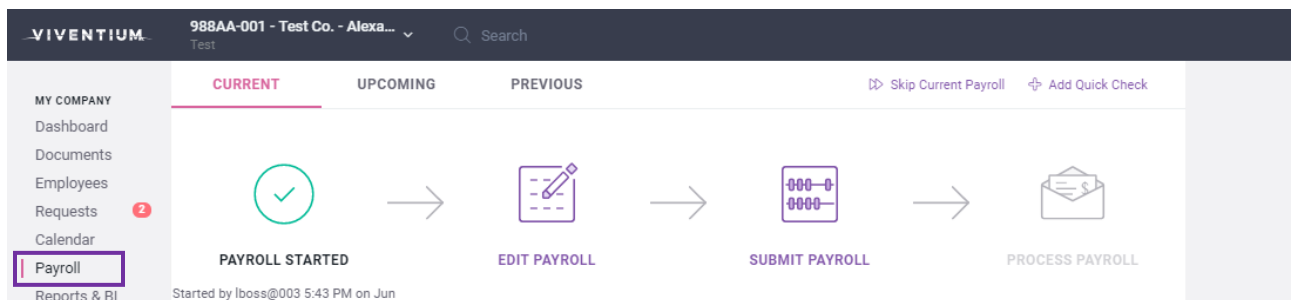 VIVENTIUM
988AA-001 - Test Co. - Alexa...
Test
Search
MY COMPANY
Dashboard
Documents
Employees
Requests 2
Calendar
Payroll
Reports & BI
CURRENT UPCOMING PREVIOUS
Skip Current Payroll Add Quick Check
PAYROLL STARTED EDIT PAYROLL SUBMIT PAYROLL PROCESS PAYROLL
Started by lboss@003 5:43 PM on Jun